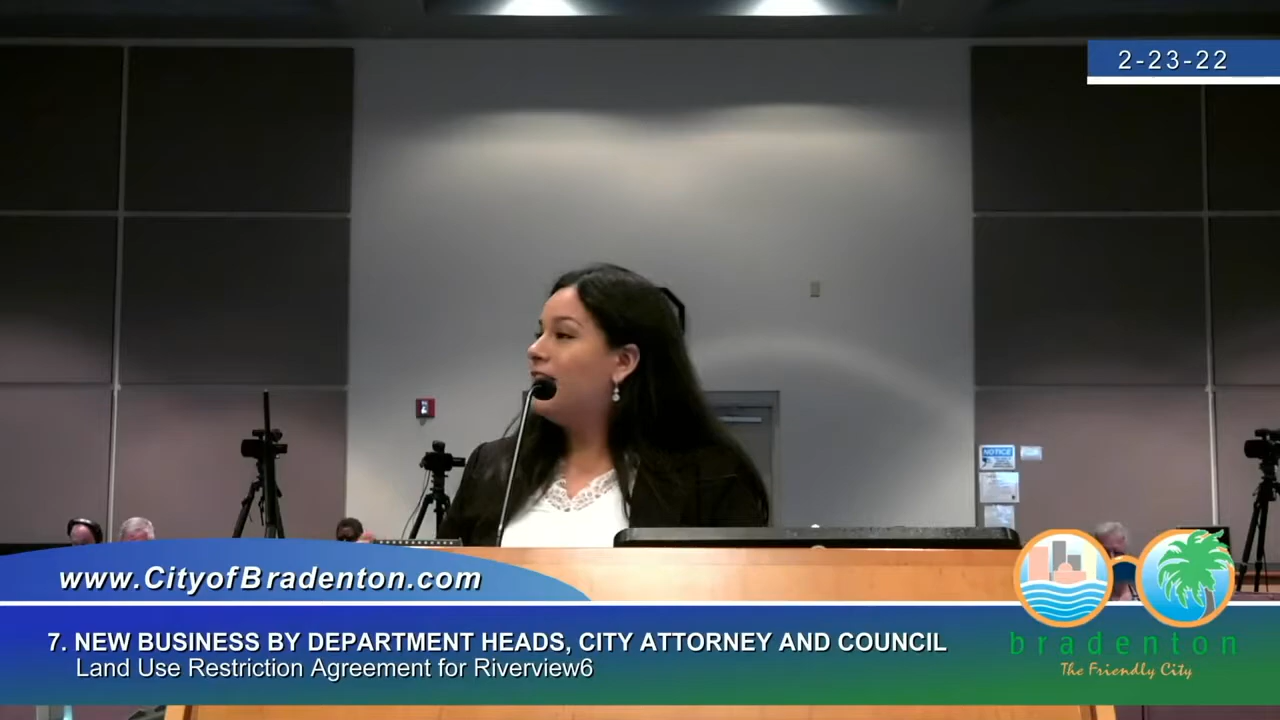 2-23-22
NOTICE
www.CityofBradenton.com
7. NEW BUSINESS BY DEPARTMENT HEADS, CITY ATTORNEY AND COUNCIL
Land Use Restriction Agreement for Riverview6
bradenton
The Friendly City